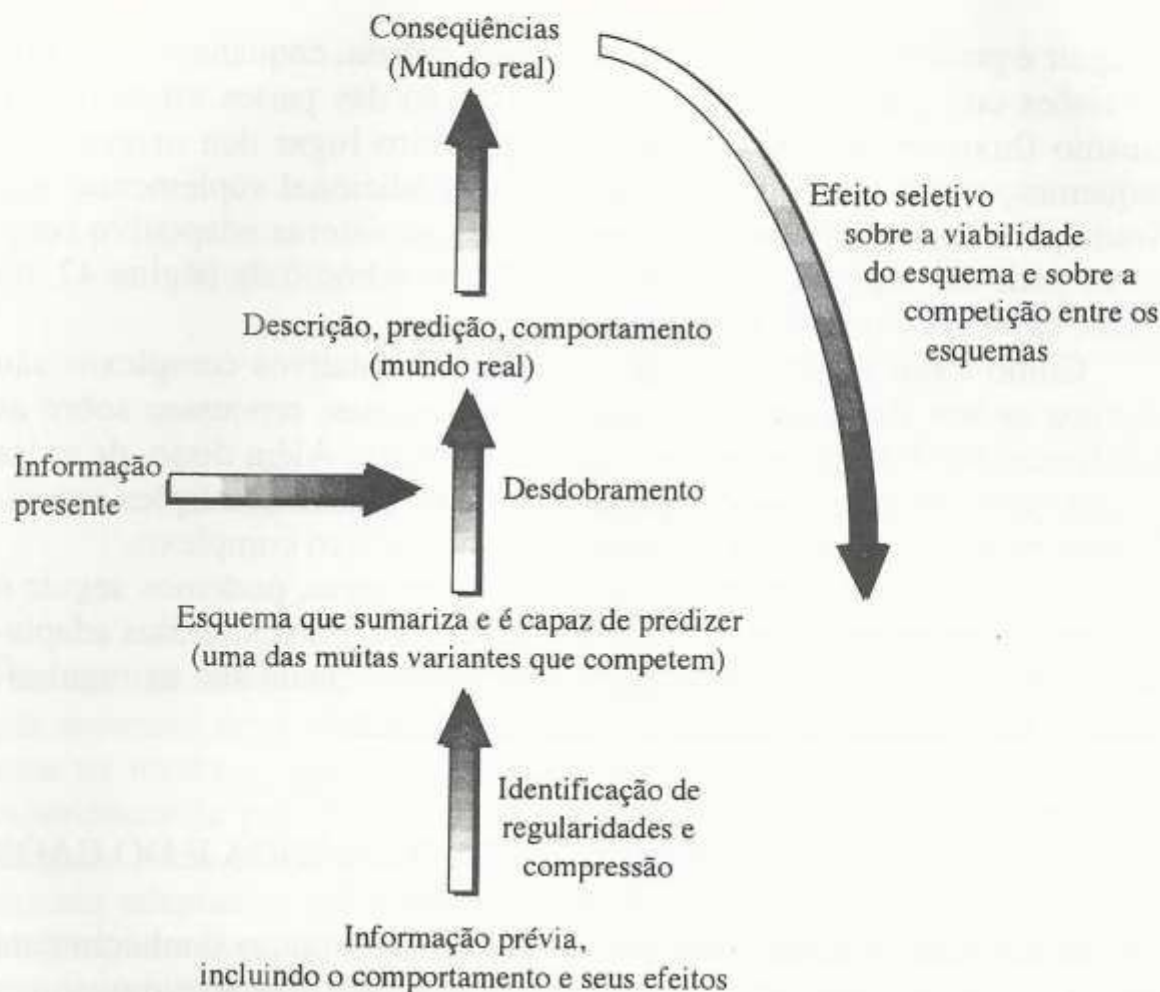 Conseqüências
(Mundo real)
Efeito seletivo
sobre a viabilidade
do esquema e sobre a
competição entre os
esquemas
Descrição, predição, comportamento
(mundo real)
Informação
presente
Desdobramento
Esquema que sumariza e é capaz de predizer
(uma das muitas variantes que competem)
Identificação de
regularidades e
compressão
Informação prévia,
incluindo o comportamento e seus efeitos